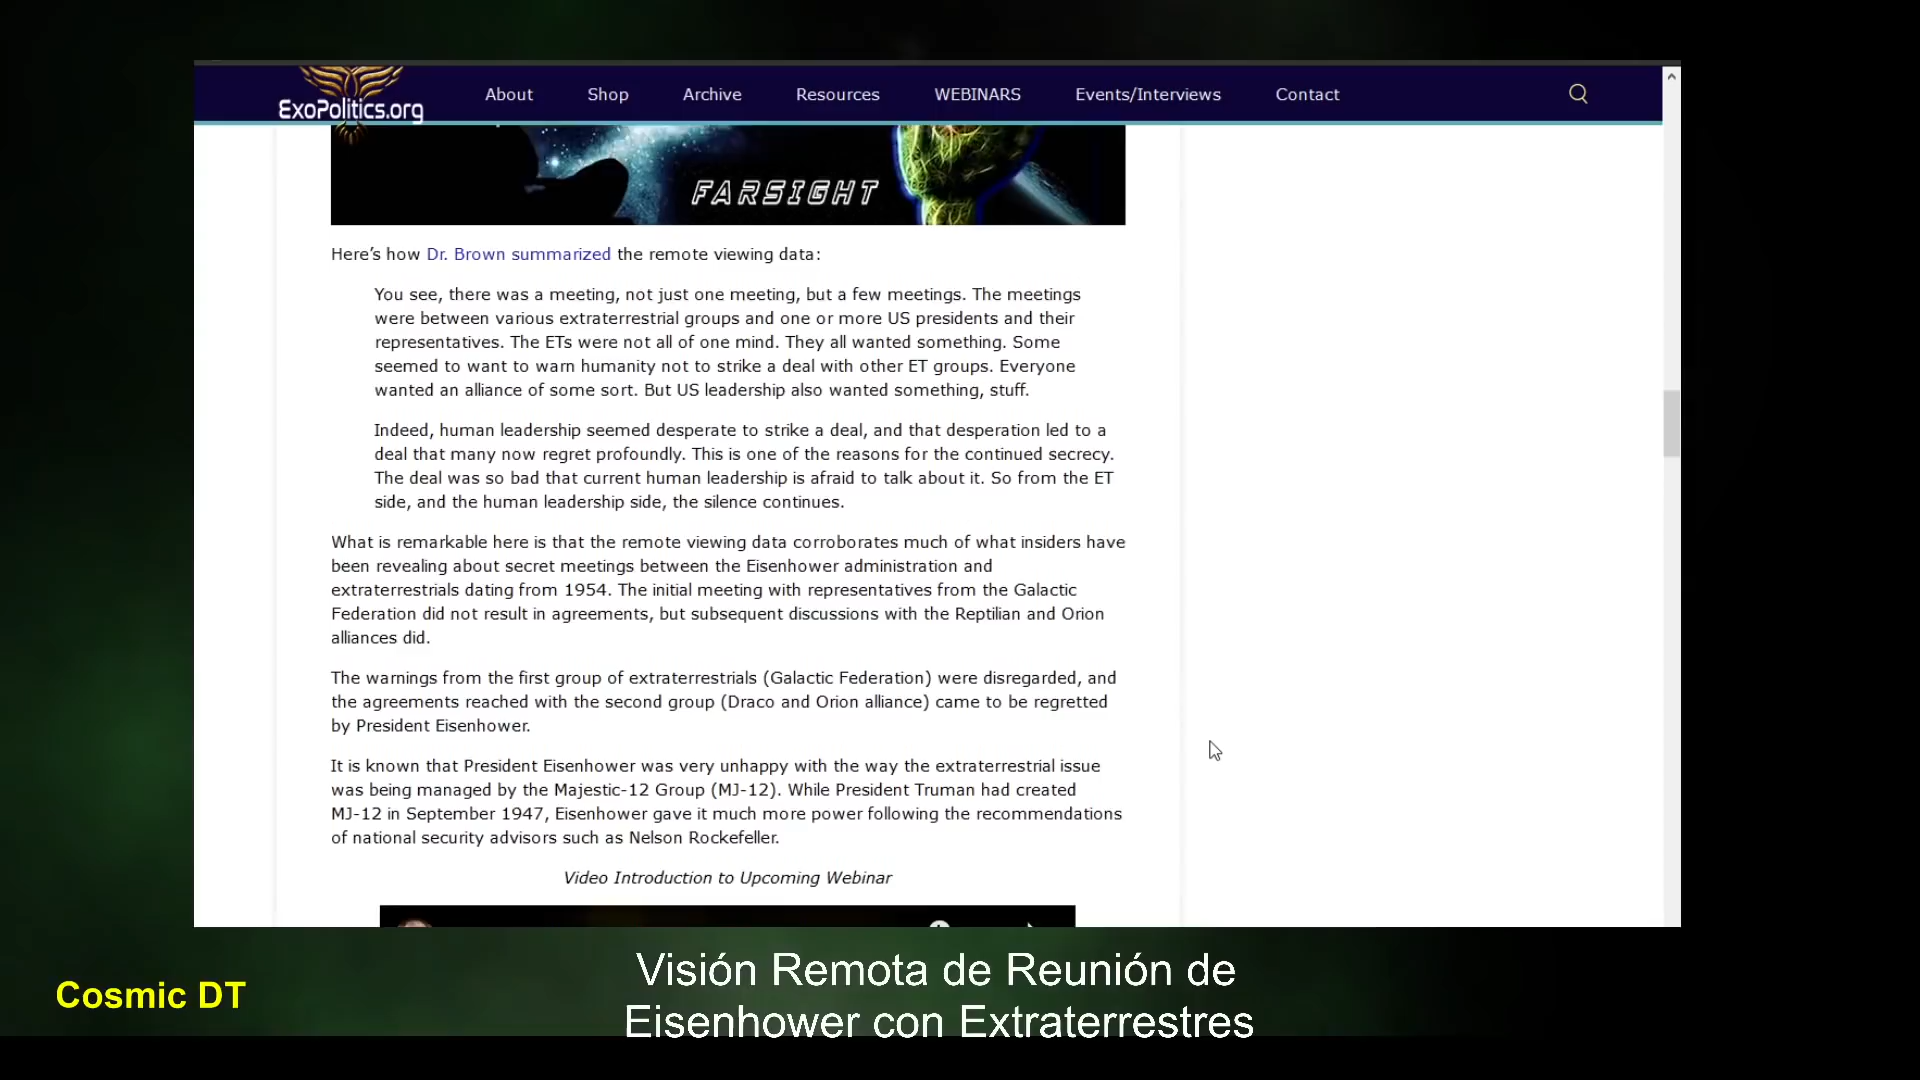 ExoPolitics.org
About
Shop
Archive
Resources
WEBINARS
Events/Interviews
Contact
FARSIGHT
Here’s how Dr. Brown summarized the remote viewing data:
You see, there was a meeting, not just one meeting, but a few meetings. The meetings
were between various extraterrestrial groups and one or more US presidents and their
representatives. The ETs were not all of one mind. They all wanted something. Some
seemed to want to warn humanity not to strike a deal with other ET groups. Everyone
wanted an alliance of some sort. But US leadership also wanted something, stuff.
Indeed, human leadership seemed desperate to strike a deal, and that desperation led to a
deal that many now regret profoundly. This is one of the reasons for the continued secrecy.
The deal was so bad that current human leadership is afraid to talk about it. So from the ET
side, and the human leadership side, the silence continues.
What is remarkable here is that the remote viewing data corroborates much of what insiders have
been revealing about secret meetings between the Eisenhower administration and
extraterrestrials dating from 1954. The initial meeting with representatives from the Galactic
Federation did not result in agreements, but subsequent discussions with the Reptilian and Orion
alliances did.
The warnings from the first group of extraterrestrials (Galactic Federation) were disregarded, and
the agreements reached with the second group (Draco and Orion alliance) came to be regretted
by President Eisenhower.
It is known that President Eisenhower was very unhappy with the way the extraterrestrial issue
was being managed by the Majestic-12 Group (MJ-12). While President Truman had created
MJ-12 in September 1947, Eisenhower gave it much more power following the recommendations
of national security advisors such as Nelson Rockefeller.
Video Introduction to Upcoming Webinar
Cosmic DT
Visión Remota de Reunión de
Eisenhower con Extraterrestres